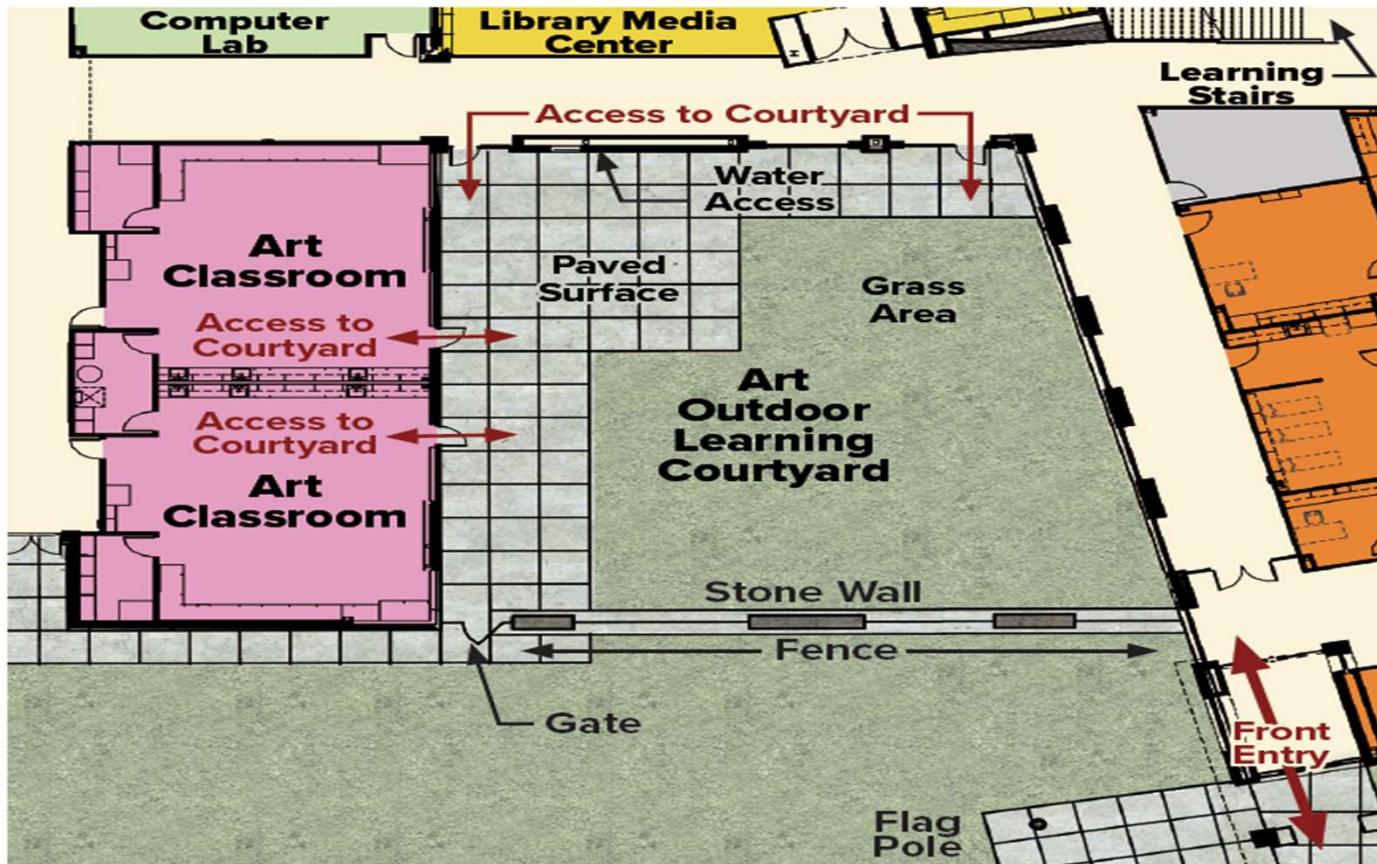 Computer
Lab
Library Media
Center
Learning
Stairs
Access to Courtyard
Water
Access
Art
Classroom
Paved
Surface
Grass
Area
Access to
Courtyard
Art
Outdoor
Learning
Courtyard
Access to
Courtyard
Art
Classroom
Stone Wall
Fence
Gate
Front
Entry
Flag
Pole